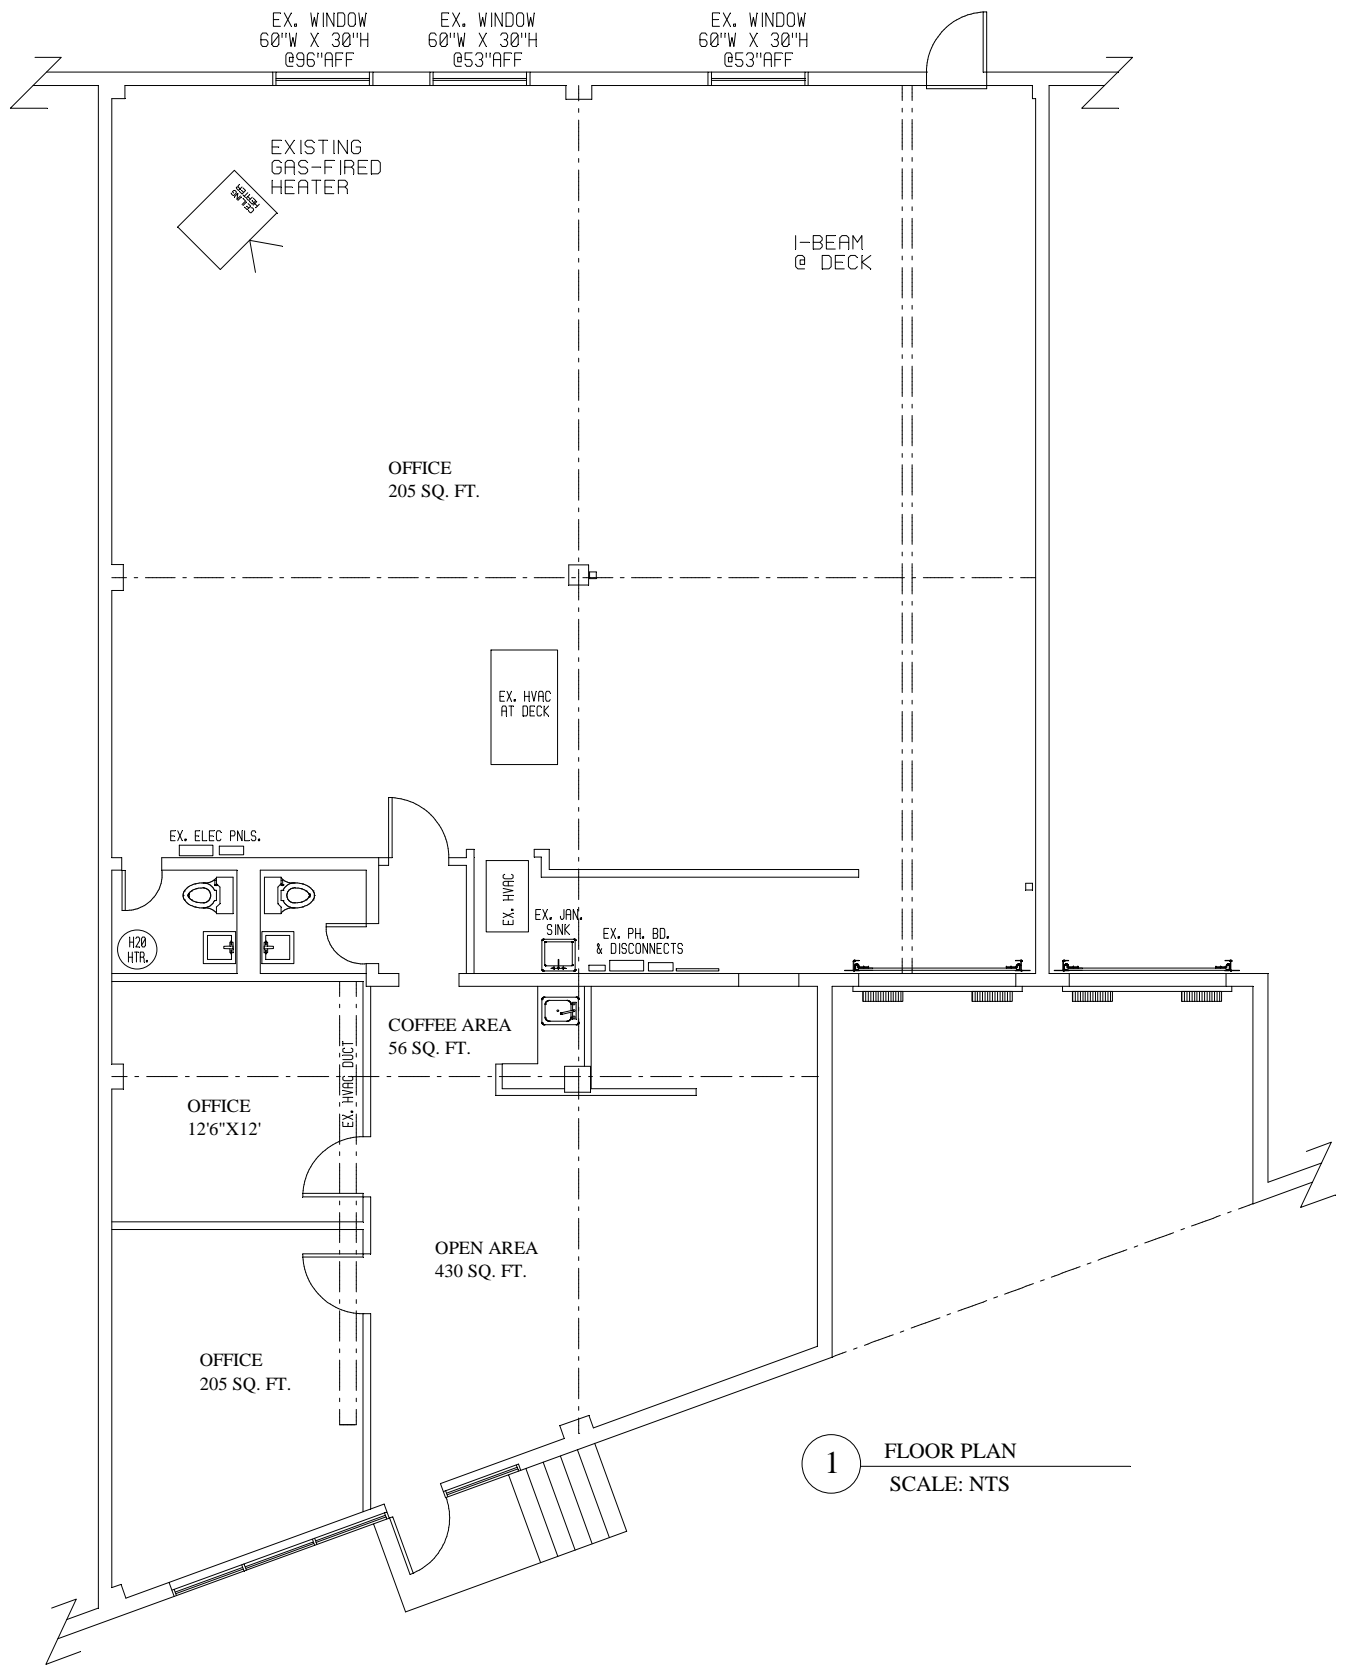 EX. WINDOW
60"W X 30"H
@96"AFF
EX. WINDOW
60"W X 30"H
@53"AFF
EX. WINDOW
60"W X 30"H
@53"AFF
EXISTING
GAS-FIRED
HEATER
CEILING
HEATER
I-BEAM
@ DECK
OFFICE
205 SQ. FT.
EX. HVAC
AT DECK
EX. ELEC PNLS.
EX. HVAC
EX. JAN.
SINK
EX. PH. BD.
& DISCONNECTS
H20
HTR.
COFFEE AREA
56 SQ. FT.
EX. HVAC DUCT
OFFICE
12'6"X12'
OPEN AREA
430 SQ. FT.
OFFICE
205 SQ. FT.
1
FLOOR PLAN
SCALE: NTS